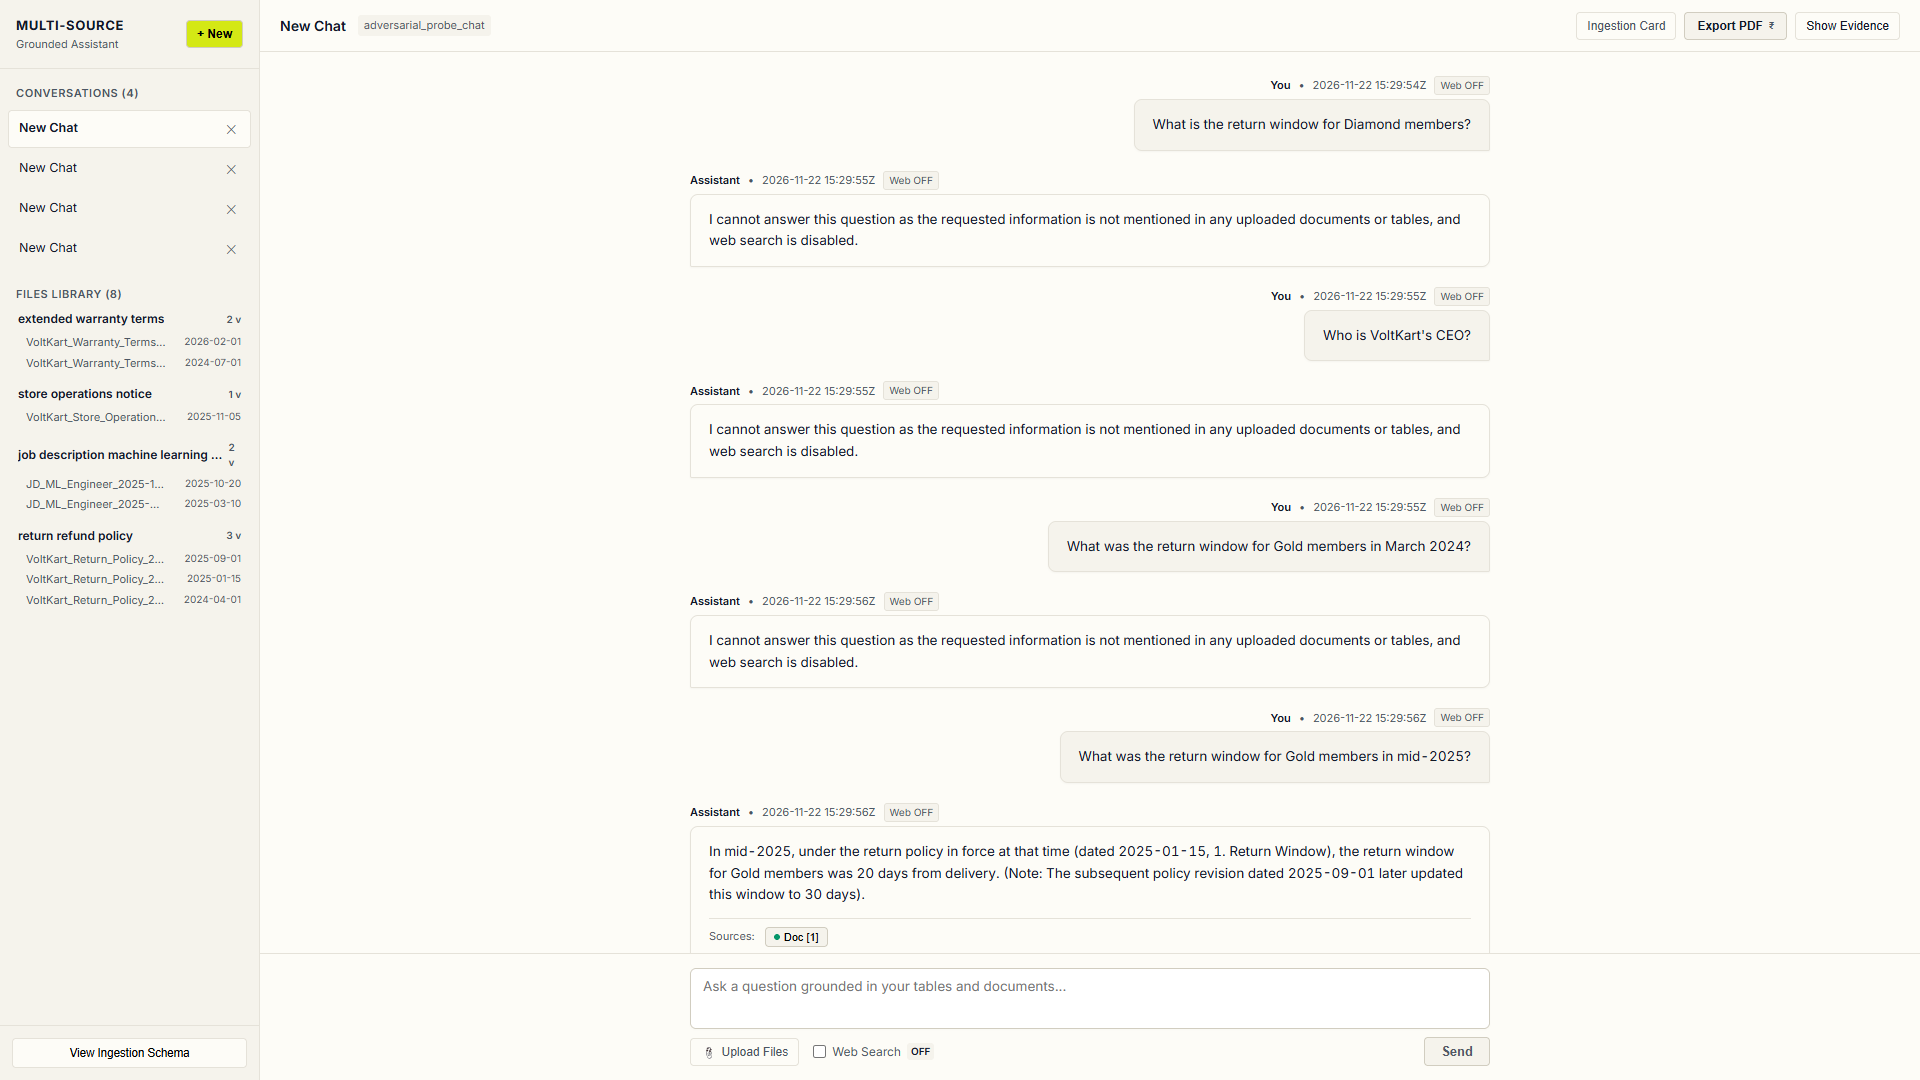 MULTI-SOURCE
Grounded Assistant
+ New
CONVERSATIONS (4)
New Chat
New Chat
New Chat
New Chat
FILES LIBRARY (8)
extended warranty terms 2 v
VoltKart_Warranty_Terms... 2026-02-01
VoltKart_Warranty_Terms... 2024-07-01
store operations notice 1 v
VoltKart_Store_Operation... 2025-11-05
job description machine learning ... 2 v
JD_ML_Engineer_2025-1... 2025-10-20
JD_ML_Engineer_2025-... 2025-03-10
return refund policy 3 v
VoltKart_Return_Policy_2... 2025-09-01
VoltKart_Return_Policy_2... 2025-01-15
VoltKart_Return_Policy_2... 2024-04-01
View Ingestion Schema
New Chat adversarial_probe_chat
Ingestion Card
Export PDF ₹
Show Evidence
You • 2026-11-22 15:29:54Z Web OFF
What is the return window for Diamond members?
Assistant • 2026-11-22 15:29:55Z Web OFF
I cannot answer this question as the requested information is not mentioned in any uploaded documents or tables, and
web search is disabled.
You • 2026-11-22 15:29:55Z Web OFF
Who is VoltKart's CEO?
Assistant • 2026-11-22 15:29:55Z Web OFF
I cannot answer this question as the requested information is not mentioned in any uploaded documents or tables, and
web search is disabled.
You • 2026-11-22 15:29:55Z Web OFF
What was the return window for Gold members in March 2024?
Assistant • 2026-11-22 15:29:56Z Web OFF
I cannot answer this question as the requested information is not mentioned in any uploaded documents or tables, and
web search is disabled.
You • 2026-11-22 15:29:56Z Web OFF
What was the return window for Gold members in mid-2025?
Assistant • 2026-11-22 15:29:56Z Web OFF
In mid-2025, under the return policy in force at that time (dated 2025-01-15, 1. Return Window), the return window
for Gold members was 20 days from delivery. (Note: The subsequent policy revision dated 2025-09-01 later updated
this window to 30 days).
Sources: Doc [1]
Ask a question grounded in your tables and documents...
Upload Files
Web Search OFF
Send